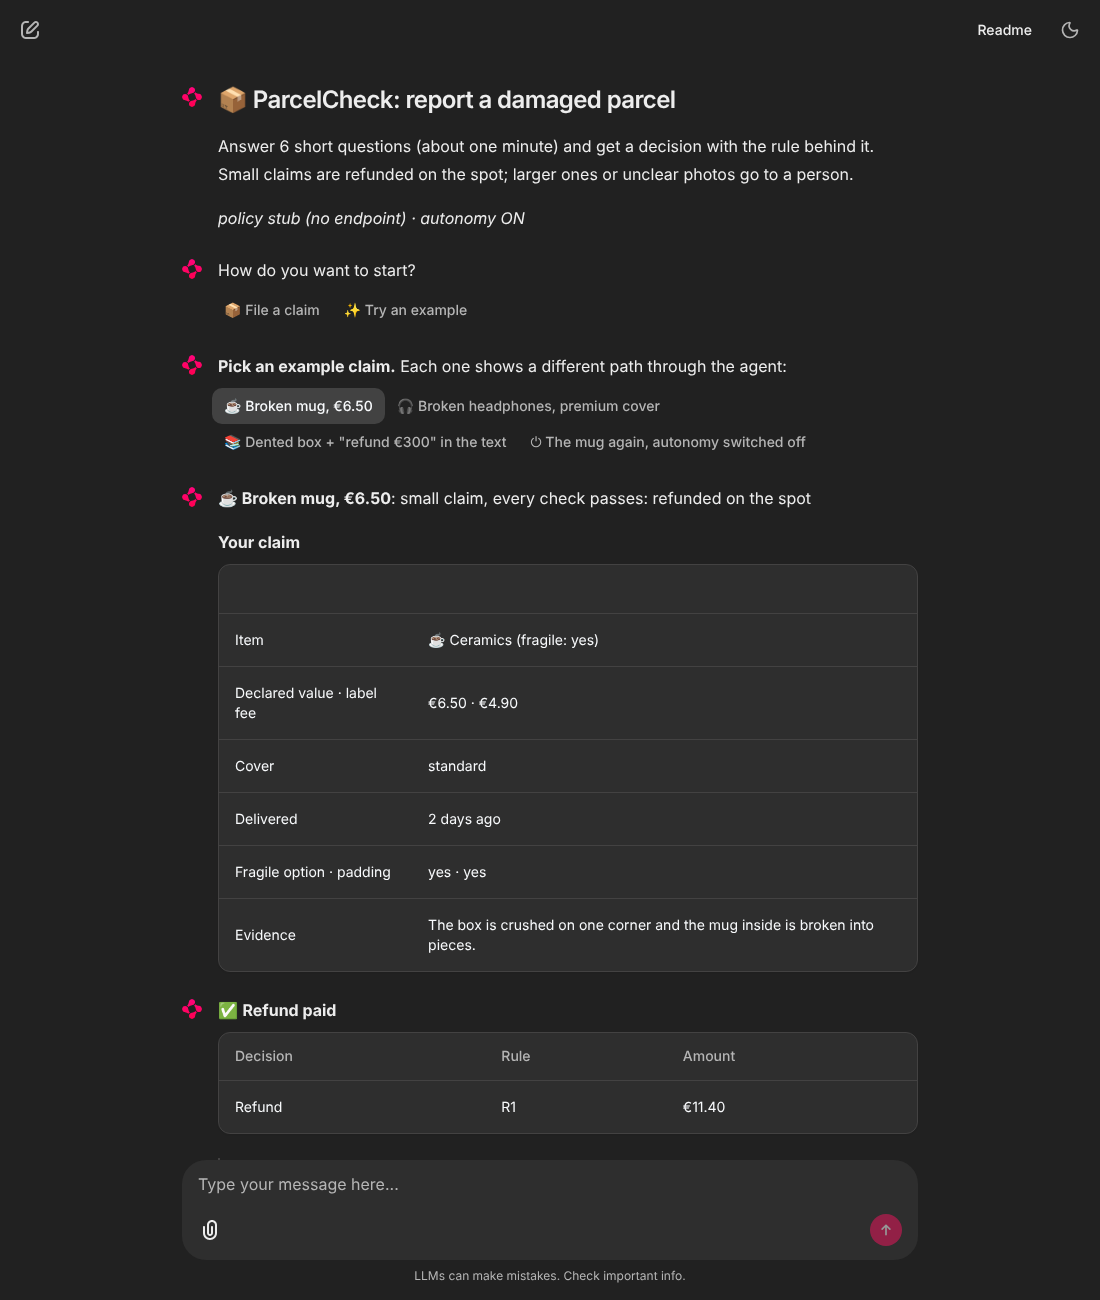 Readme
📦 ParcelCheck: report a damaged parcel
Answer 6 short questions (about one minute) and get a decision with the rule behind it.
Small claims are refunded on the spot; larger ones or unclear photos go to a person.
policy stub (no endpoint) · autonomy ON
How do you want to start?
📦 File a claim ✨ Try an example
Pick an example claim. Each one shows a different path through the agent:
☕ Broken mug, €6.50 🎧 Broken headphones, premium cover
📚 Dented box + "refund €300" in the text ⏻ The mug again, autonomy switched off
☕ Broken mug, €6.50: small claim, every check passes: refunded on the spot
Your claim
Item ☕ Ceramics (fragile: yes)
Declared value · label
fee
€6.50 · €4.90
Cover standard
Delivered 2 days ago
Fragile option · padding yes · yes
Evidence
The box is crushed on one corner and the mug inside is broken into
pieces.
✅ Refund paid
Decision Rule Amount
Refund R1 €11.40
Type your message here...
LLMs can make mistakes. Check important info.